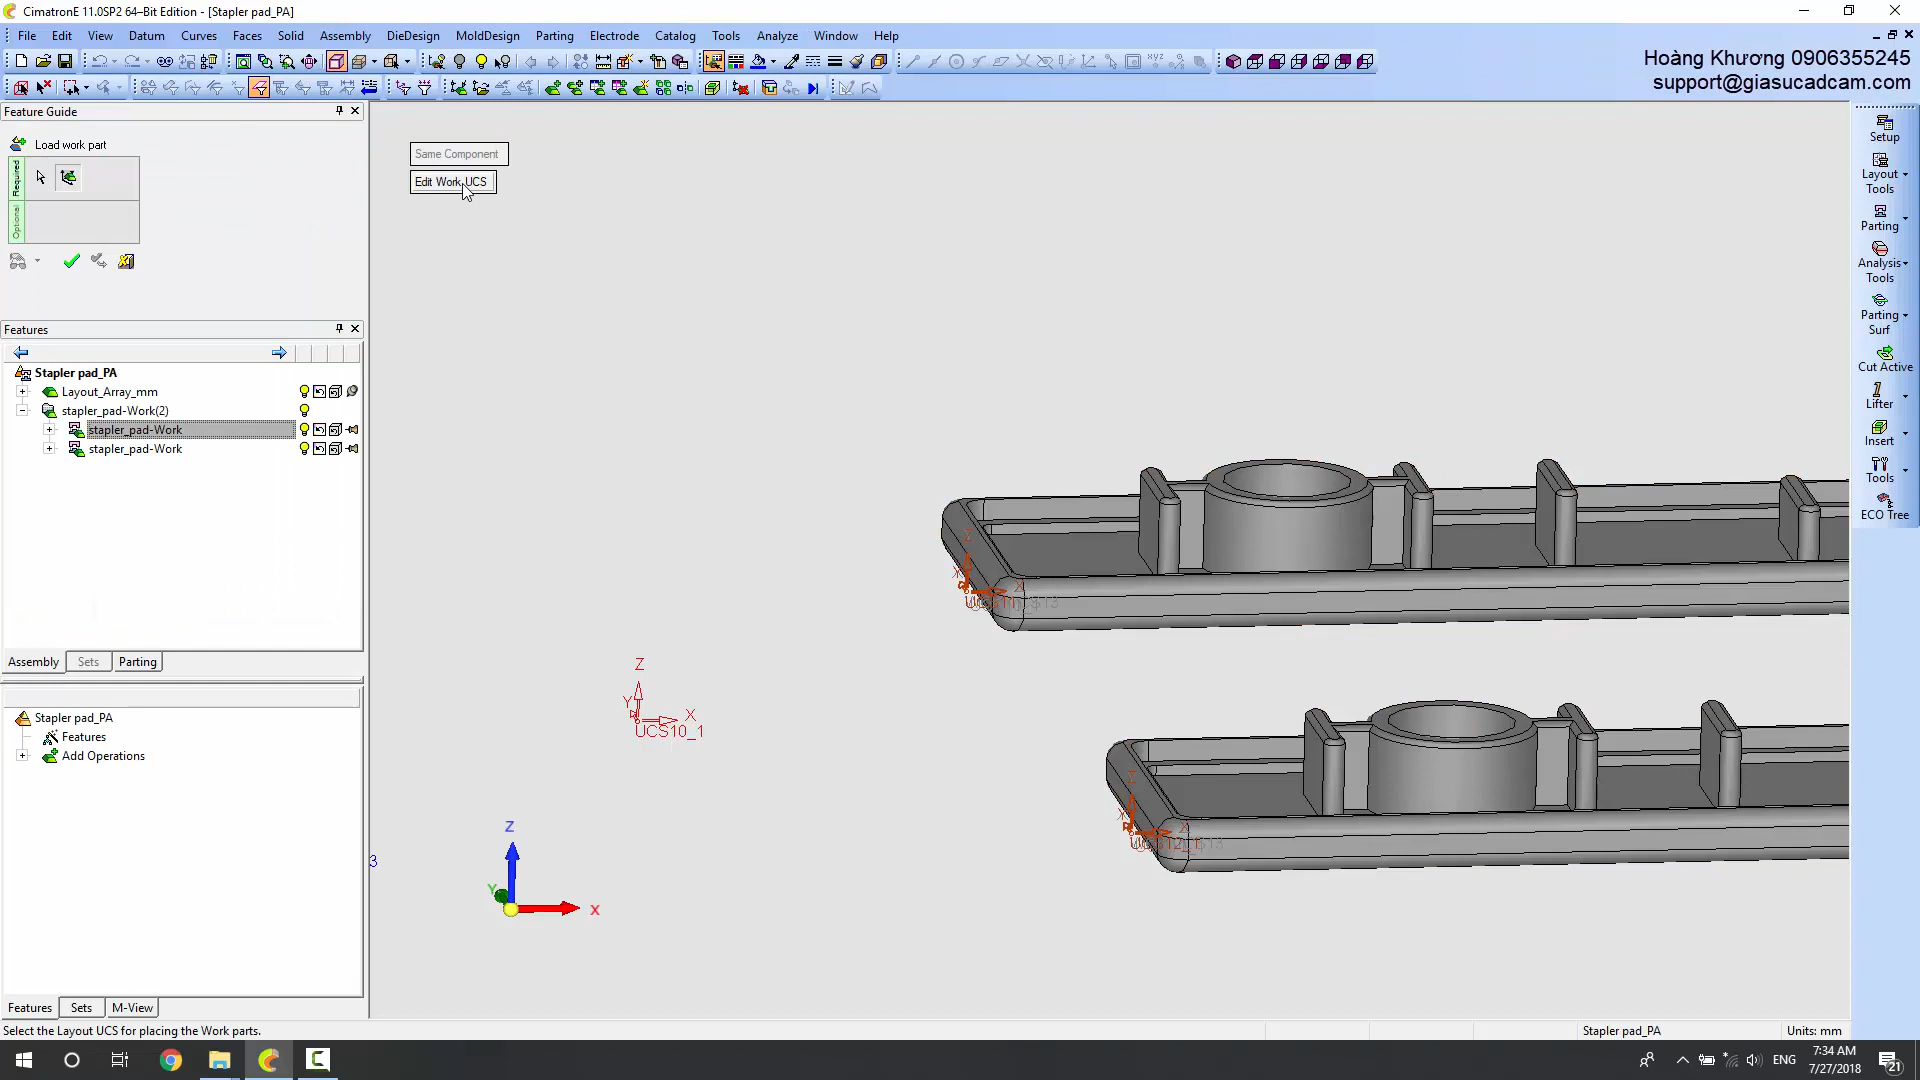 CimatronE 11.0SP2 64–Bit Edition - [Stapler pad_PA]
File Edit View Datum Curves Faces Solid Assembly DieDesign MoldDesign Parting Electrode Catalog Tools Analyze Window Help
Hoàng Khương 0906355245
support@giasucadcam.com
Feature Guide
Load work part
Required
Optional
Same Component
Edit Work UCS
Features
Stapler pad_PA
Layout_Array_mm
stapler_pad-Work(2)
stapler_pad-Work
stapler_pad-Work
Assembly Sets Parting
Stapler pad_PA
Features
Add Operations
Features Sets M-View
Setup
Layout
Tools
Parting
Analysis
Tools
Parting
Surf
Cut Active
Lifter
Insert
Tools
ECO Tree
Z
X
Z
Y
X
UCS10_1
Z
X
Z
Y
X
3
Select the Layout UCS for placing the Work parts.
Stapler pad_PA
Units: mm
ENG
7:34 AM
7/27/2018
21